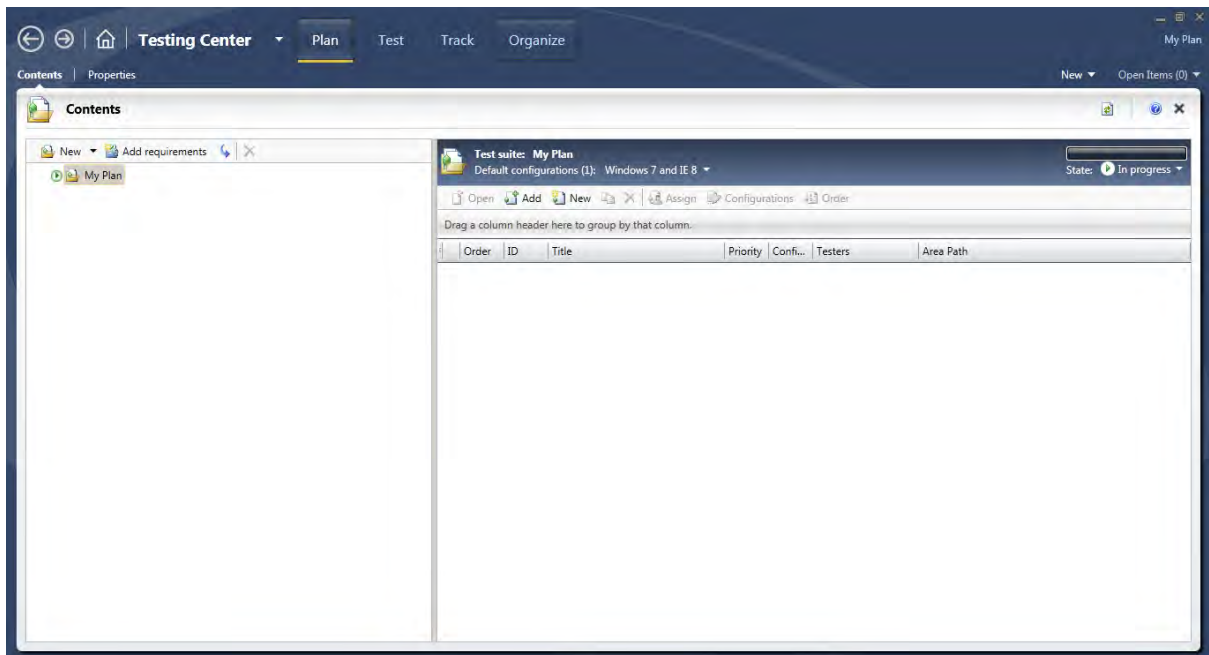 Testing Center Plan Test Track Organize
My Plan
Contents | Properties
New Open Items (0)
Contents
New Add requirements
My Plan
Test suite: My Plan
Default configurations (1): Windows 7 and IE 8
State: In progress
Open Add New Assign Configurations Order
Drag a column header here to group by that column.
Order ID Title Priority Confi... Testers Area Path